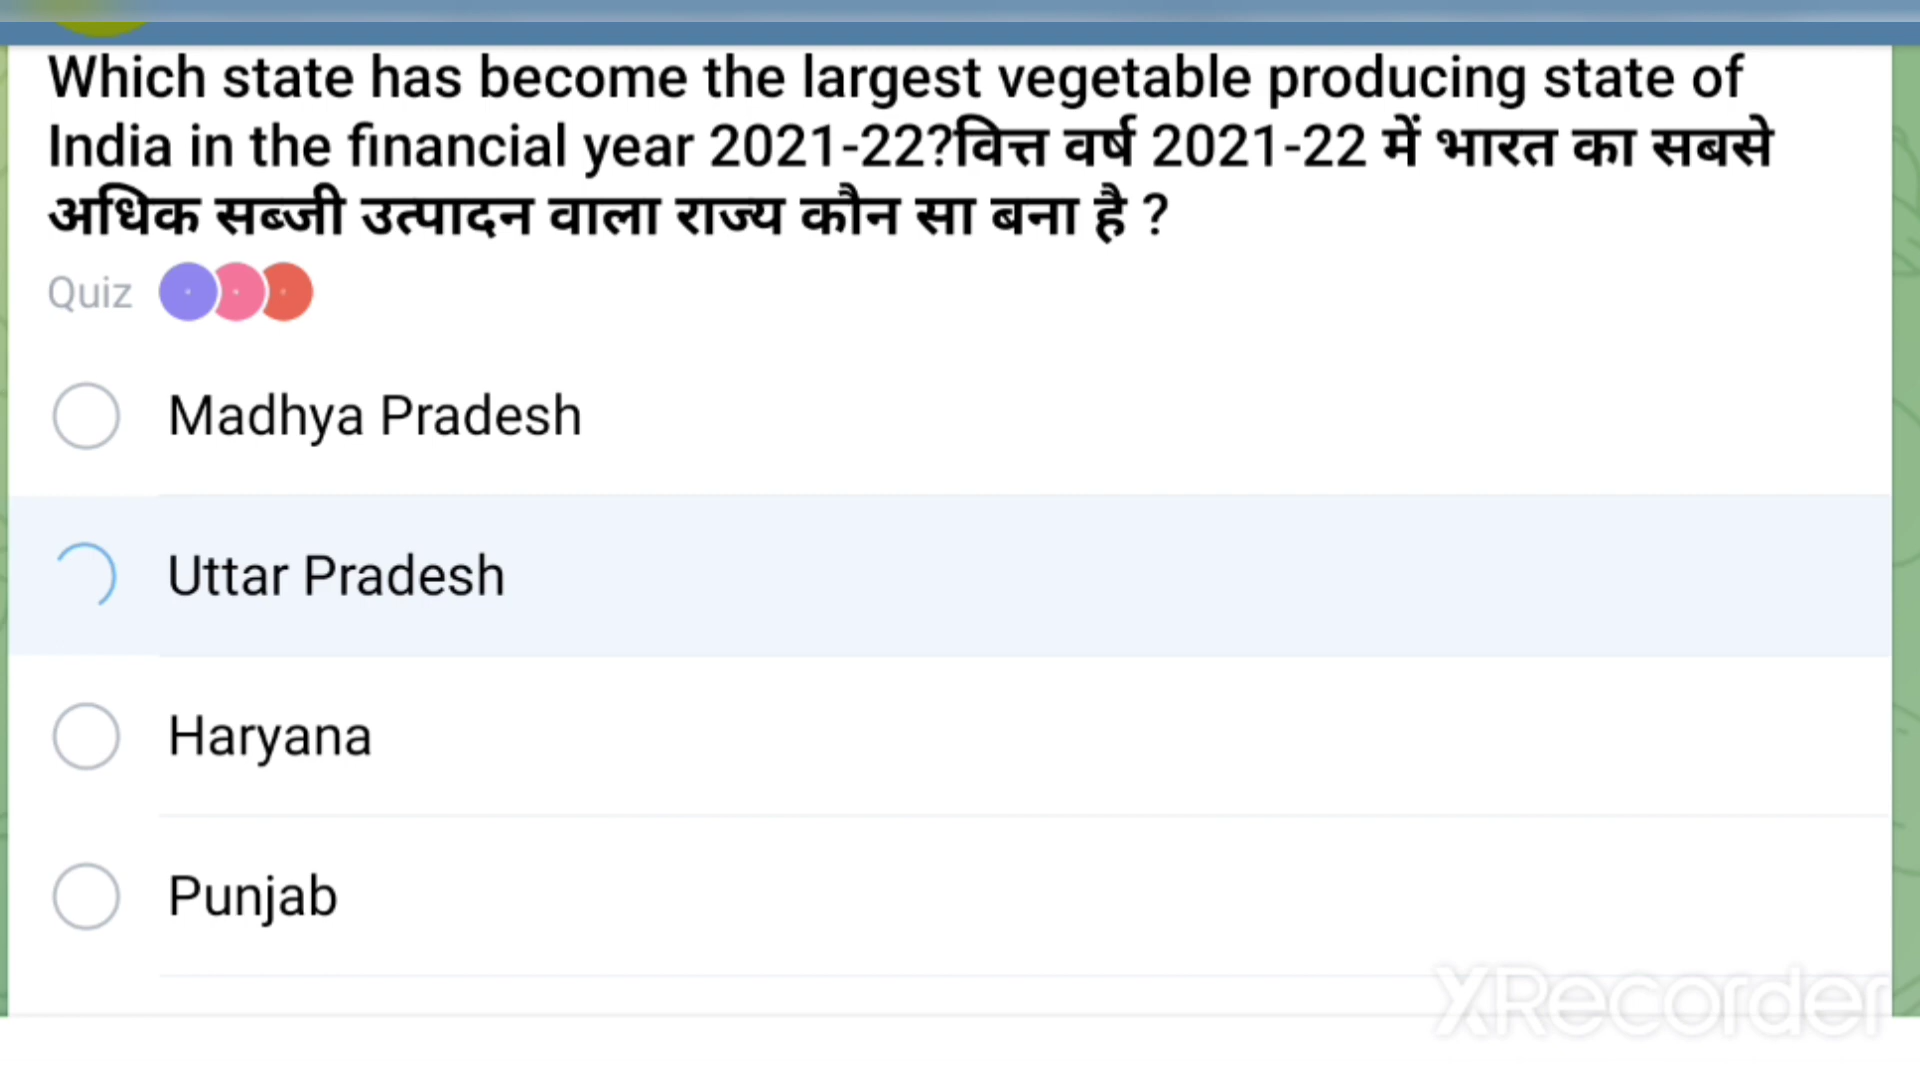 Which state has become the largest vegetable producing state of
India in the financial year 2021-22?वित्त वर्ष 2021-22 में भारत का सबसे
अधिक सब्जी उत्पादन वाला राज्य कौन सा बना है ?
Quiz
Madhya Pradesh
Uttar Pradesh
Haryana
Punjab
XRecorder